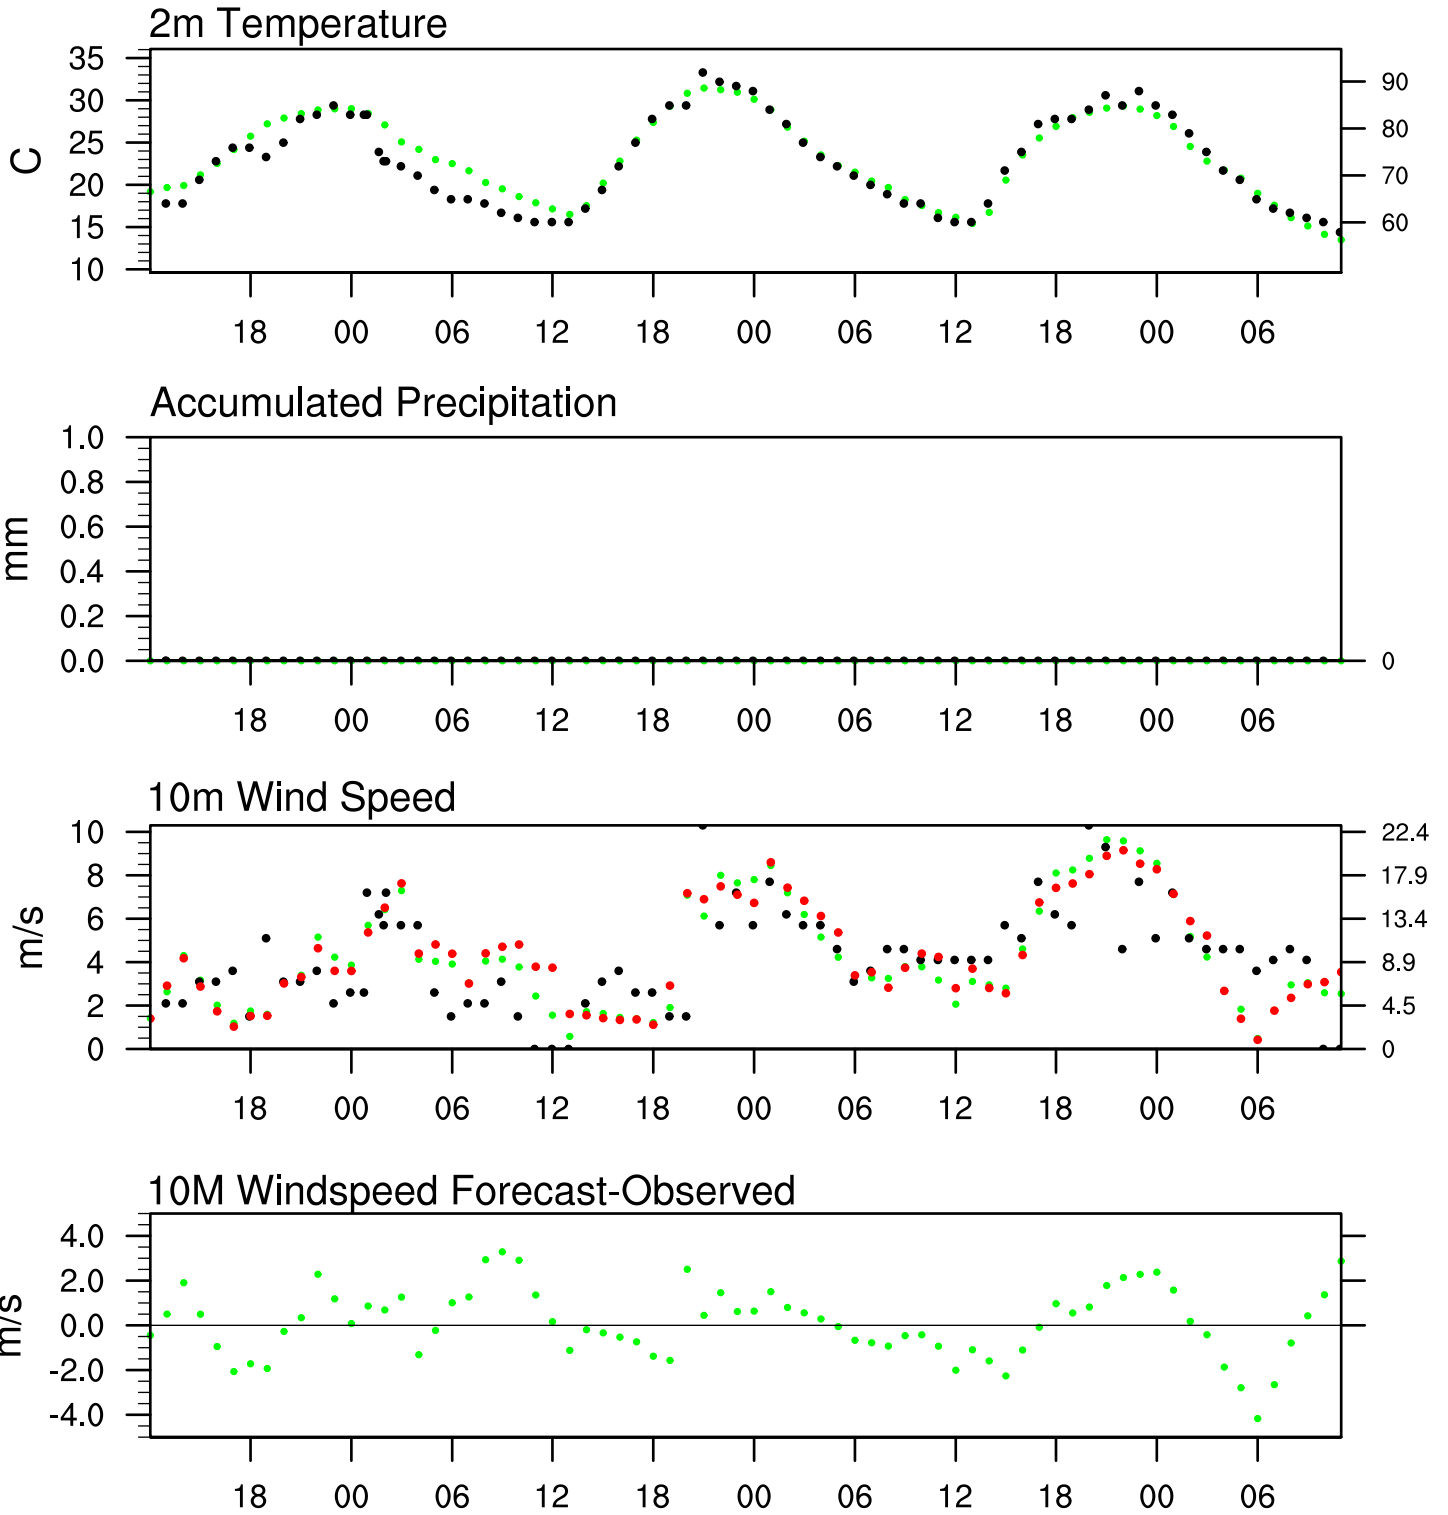 2m Temperature
35
30
25
20
15
10
C
90
80
70
60
18 00 06 12 18 00 06 12 18 00 06
Accumulated Precipitation
1.0
0.8
0.6
0.4
0.2
0.0
mm
0
18 00 06 12 18 00 06 12 18 00 06
10m Wind Speed
10
8
6
4
2
0
m/s
22.4
17.9
13.4
8.9
4.5
0
18 00 06 12 18 00 06 12 18 00 06
10M Windspeed Forecast-Observed
4.0
2.0
0.0
-2.0
-4.0
m/s
18 00 06 12 18 00 06 12 18 00 06